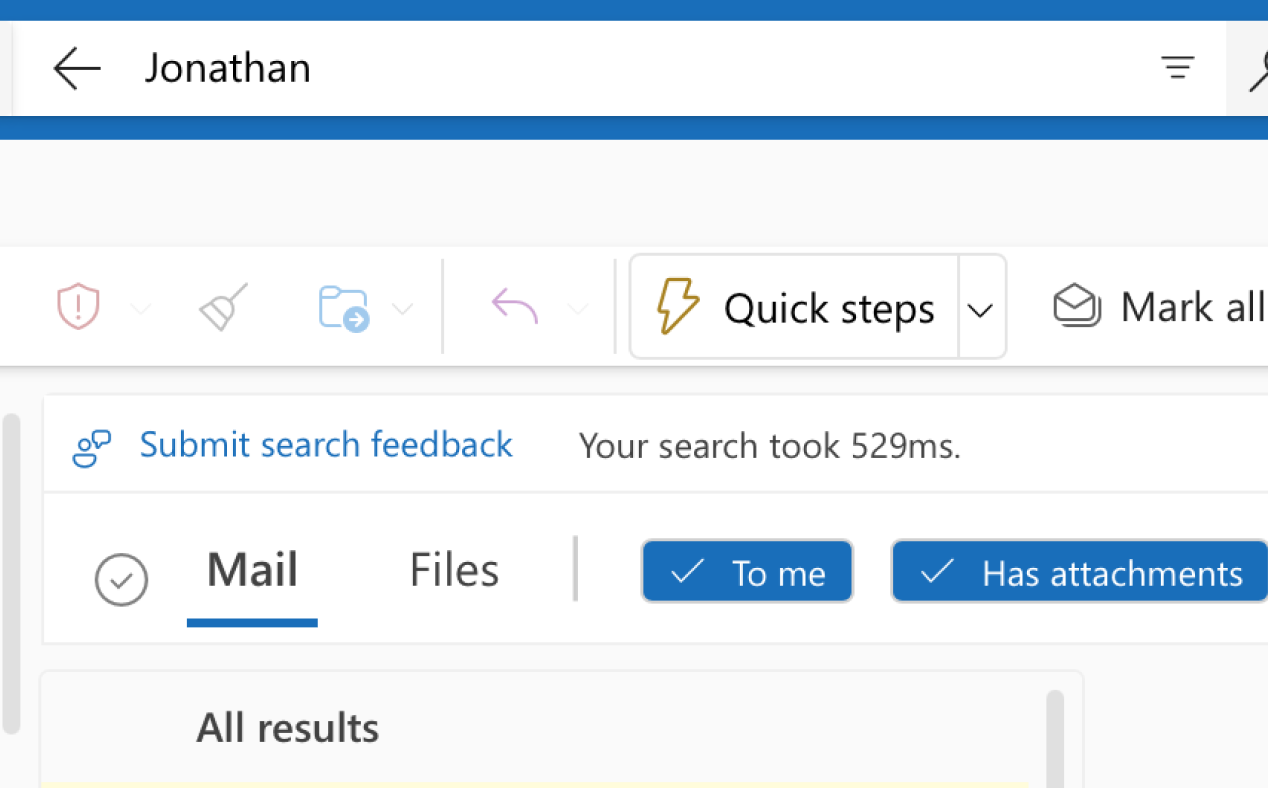 Jonathan
Quick steps Mark all
Submit search feedback Your search took 529ms.
Mail Files To me Has attachments
All results